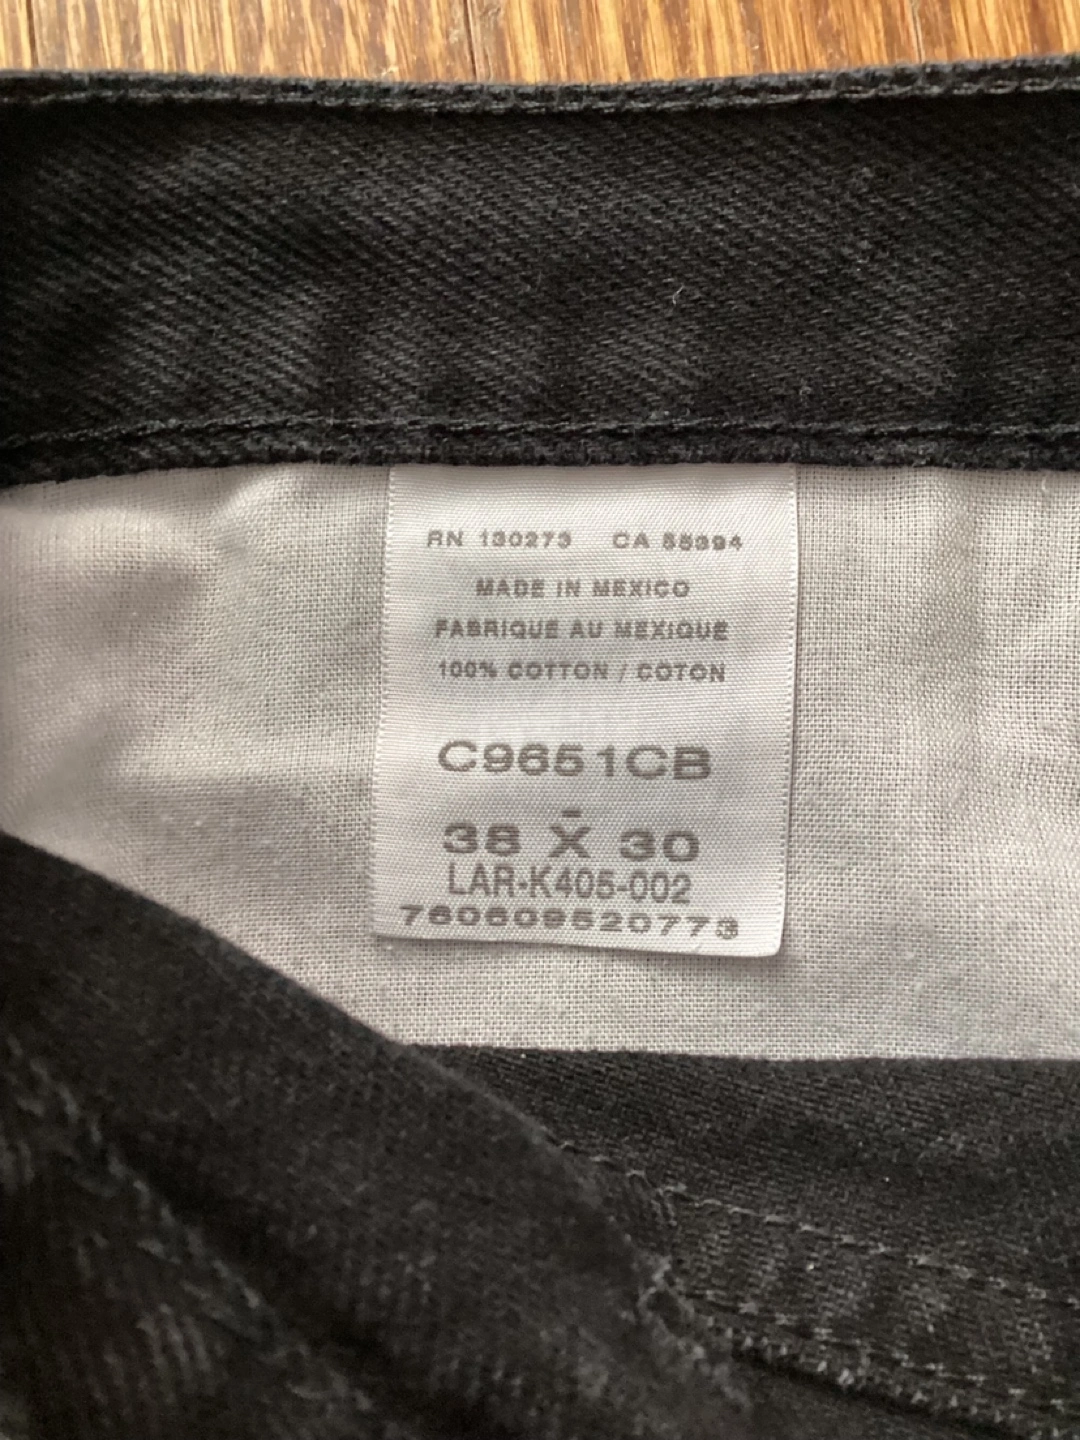 RN 130273 CA 55394
MADE IN MEXICO
FABRIQUE AU MEXIQUE
100% COTTON / COTON
C9651CB
-
38 X 30
LAR-K405-002
760609520773